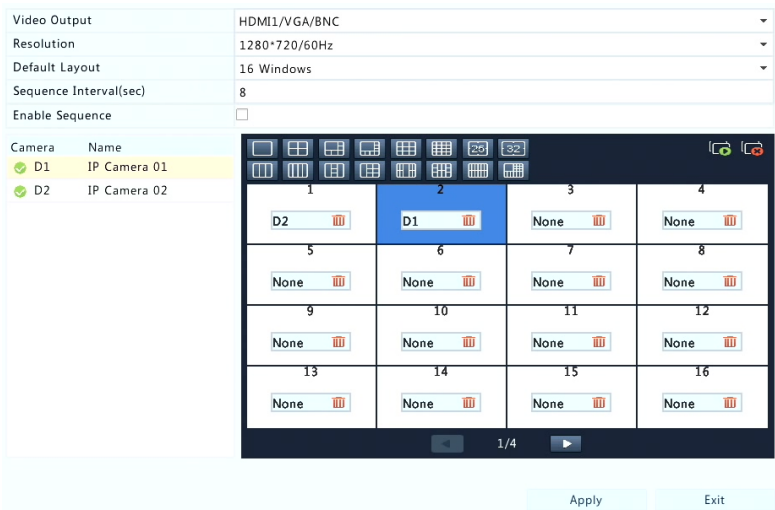 Video Output HDMI1/VGA/BNC
Resolution 1280*720/60Hz
Default Layout 16 Windows
Sequence Interval(sec) 8
Enable Sequence
Camera Name
D1 IP Camera 01
D2 IP Camera 02
25 32
1 2 3 4
D2 D1 None None
5 6 7 8
None None None None
9 10 11 12
None None None None
13 14 15 16
None None None None
1/4
Apply Exit